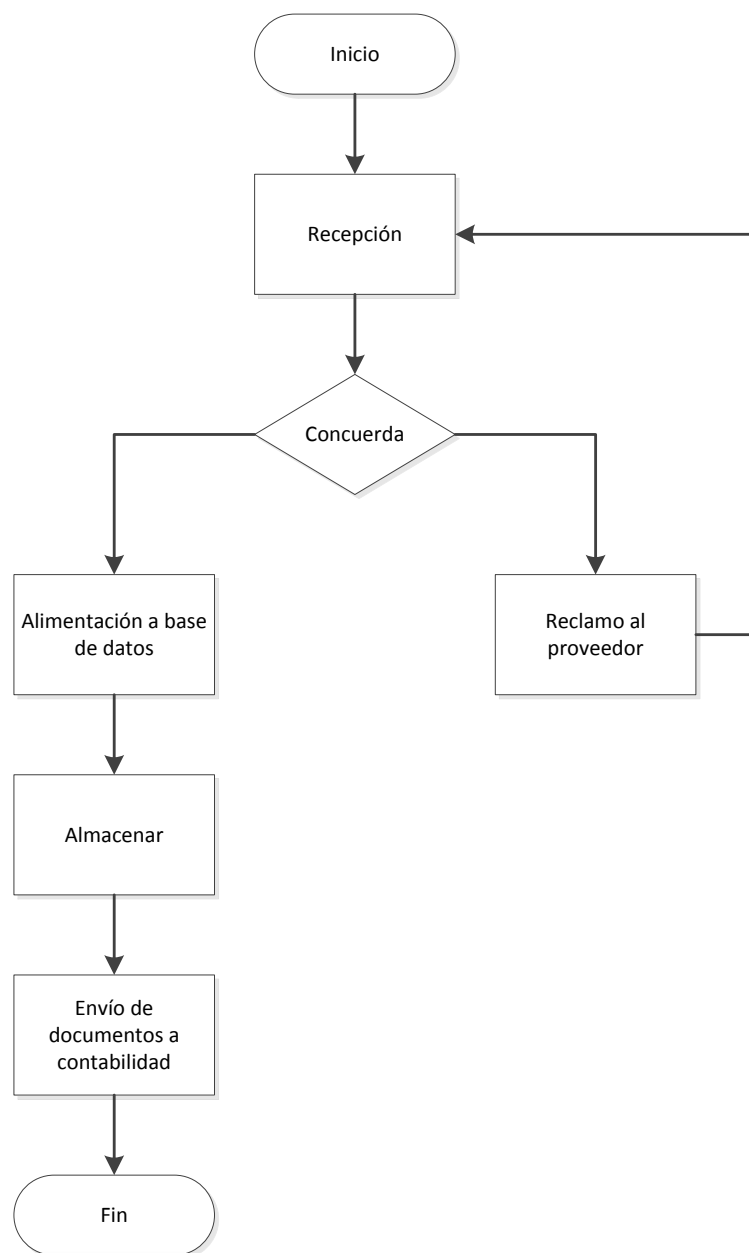 Inicio
Recepción
Concuerda
Alimentación a base
de datos
Reclamo al
proveedor
Almacenar
Envío de
documentos a
contabilidad
Fin